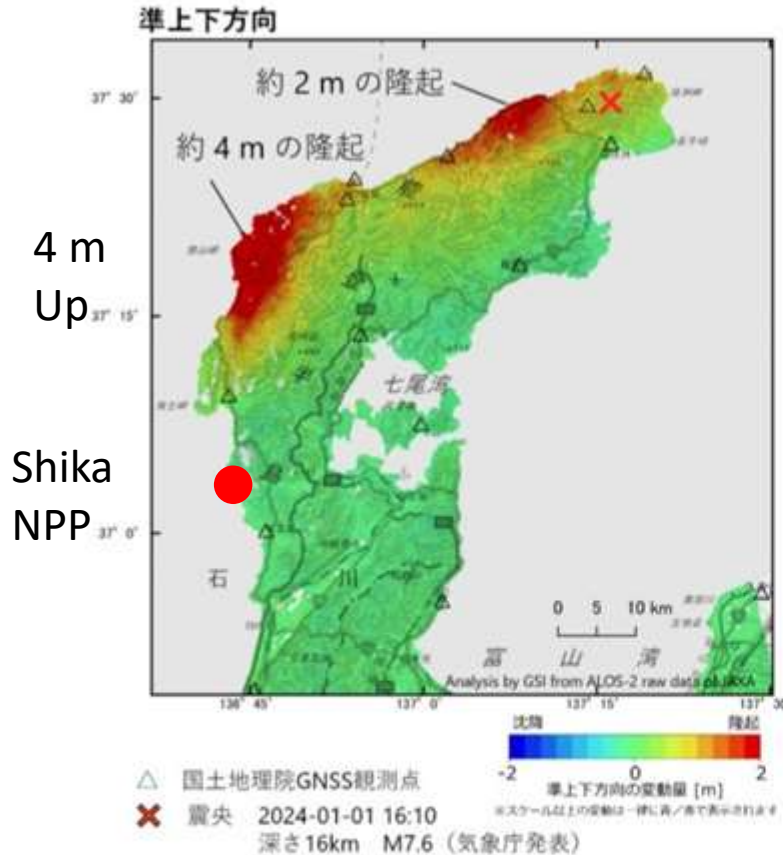 準上下方向
約 2 m の隆起
37° 30'
約 4 m の隆起
4 m
Up
37° 15'
七尾湾
Shika
NPP
37° 0'
石
川
0 5 10 km
富 山 湾
Analysis by GSI from ALOS-2 raw data of JAXA
136° 45'
137° 0'
137° 15'
137° 30'
沈降
隆起
-2
0
2
準上下方向の変動量 [m]
※スケール以上の変動は一律に青/赤で表示されます
国土地理院GNSS観測点
震央 2024-01-01 16:10
深さ16km M7.6（気象庁発表）